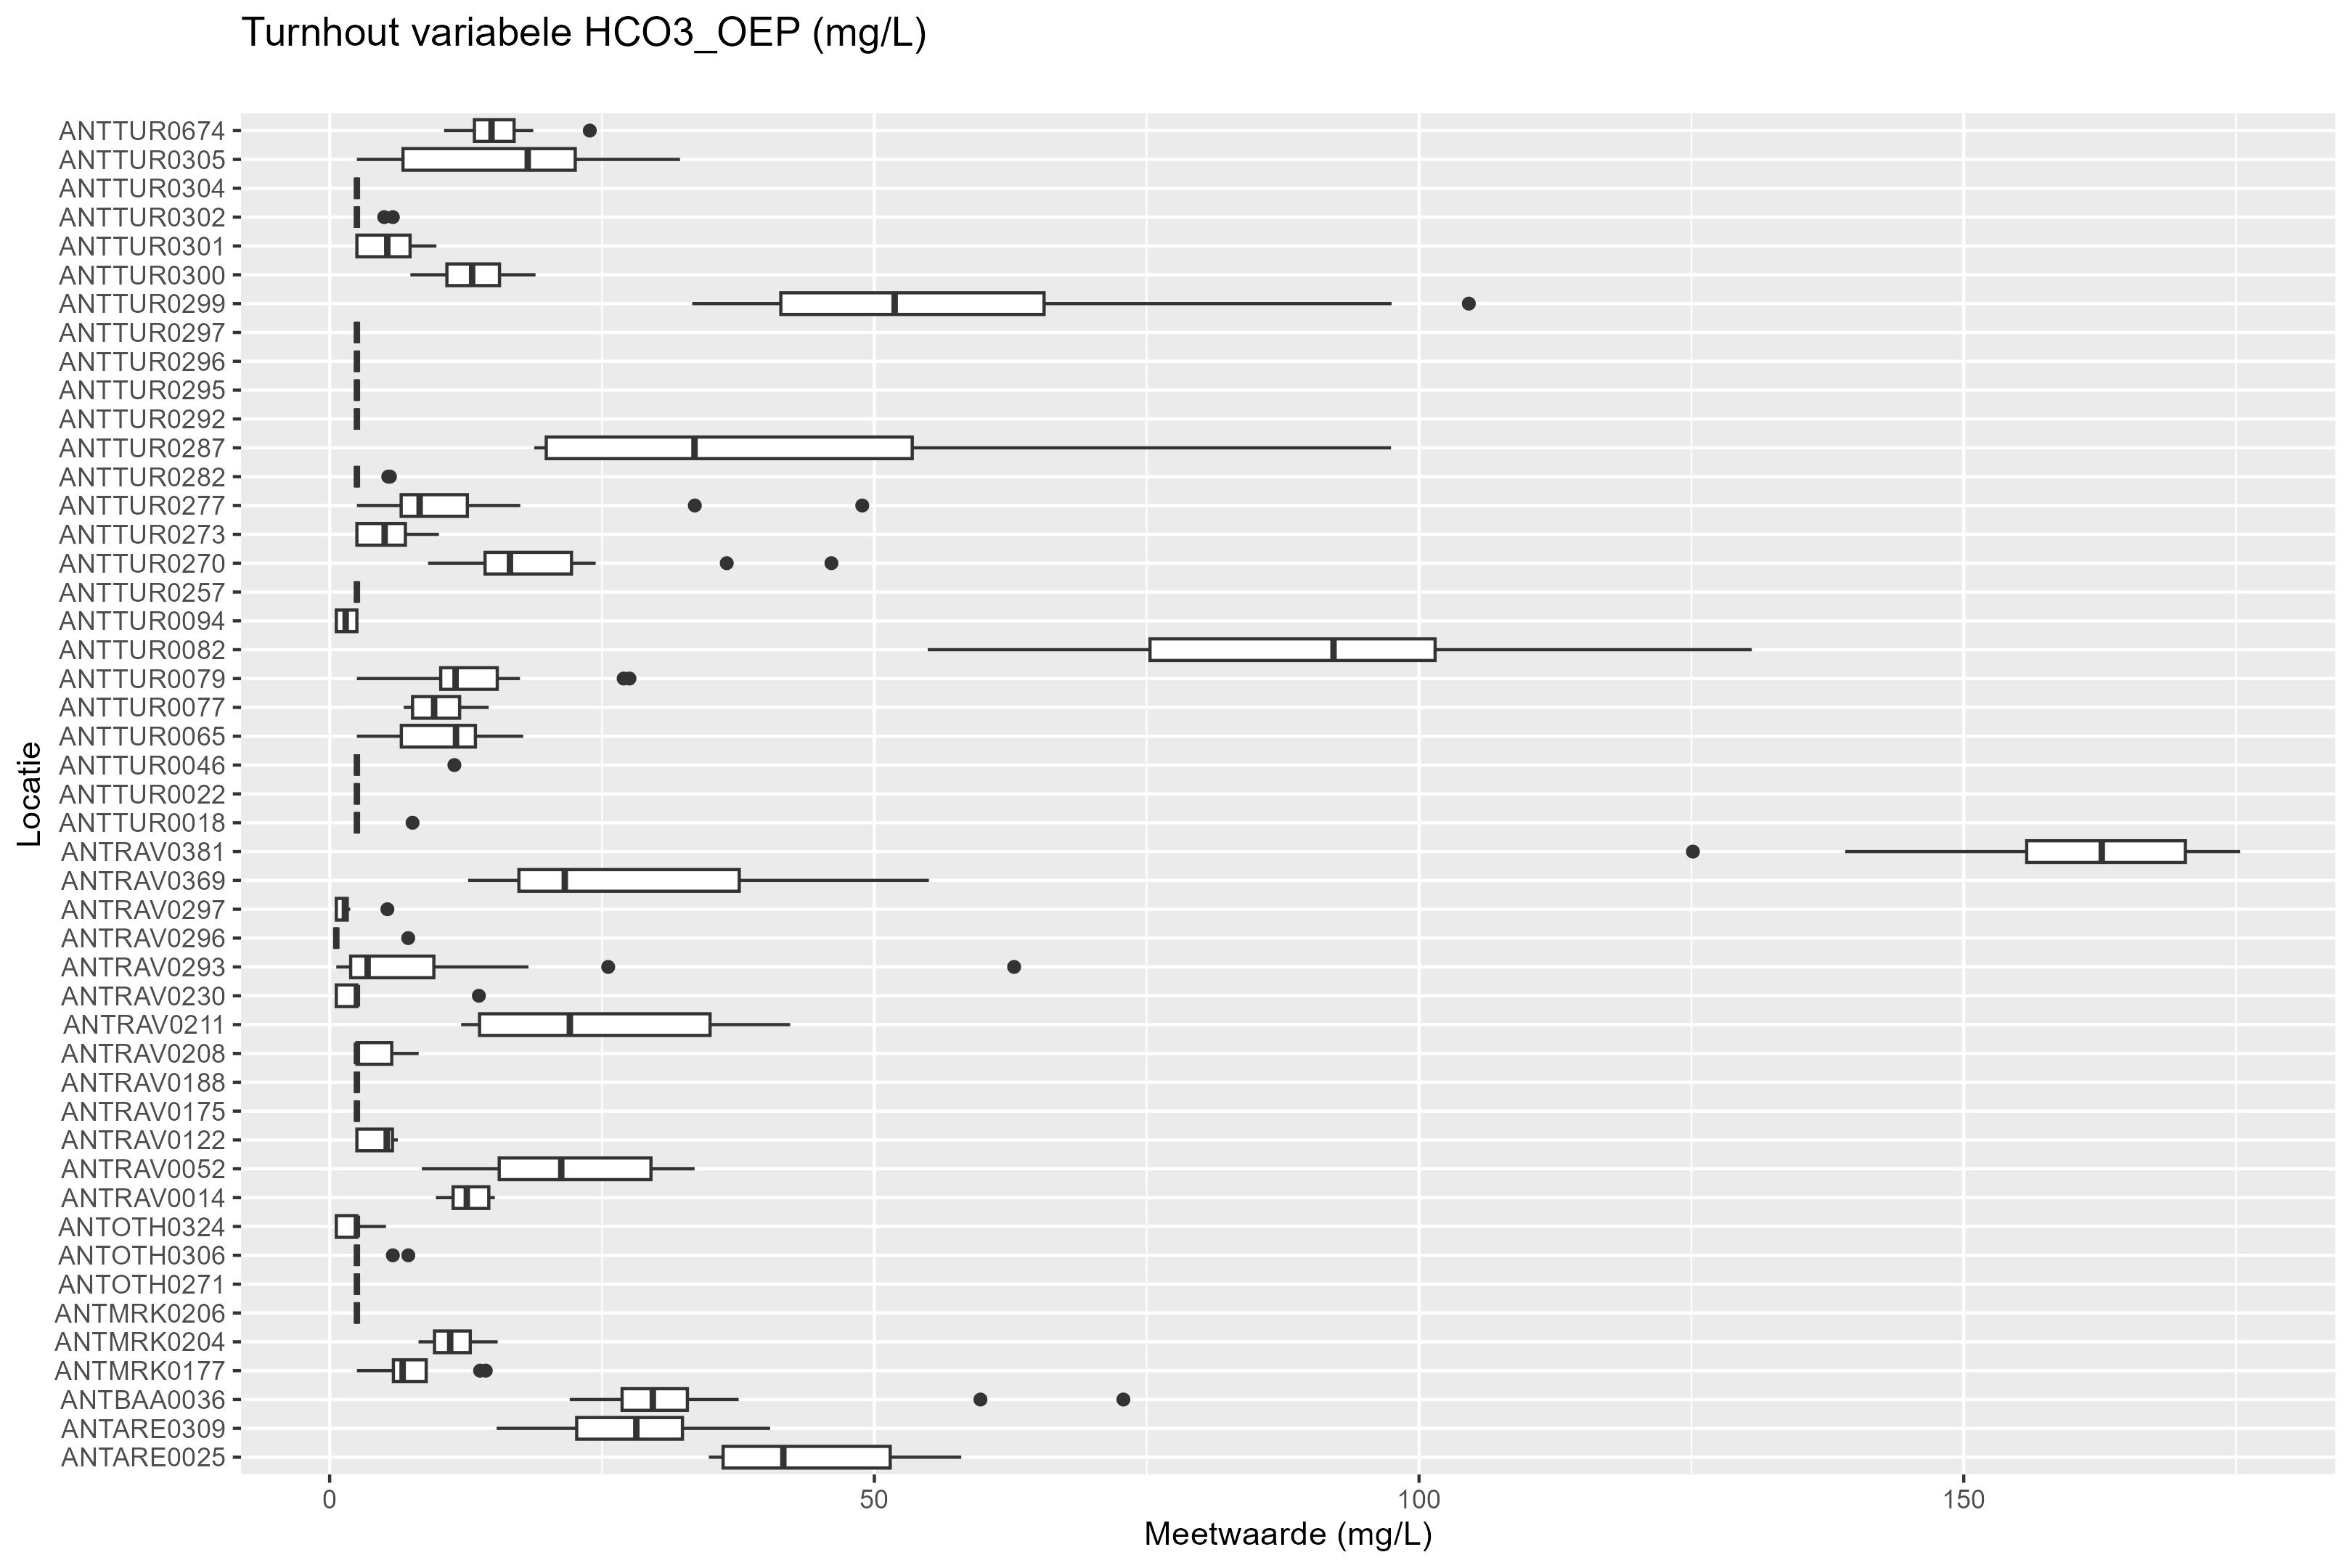 Turnhout variabele HCO3_OEP (mg/L)
Locatie
ANTTUR0674
ANTTUR0305
ANTTUR0304
ANTTUR0302
ANTTUR0301
ANTTUR0300
ANTTUR0299
ANTTUR0297
ANTTUR0296
ANTTUR0295
ANTTUR0292
ANTTUR0287
ANTTUR0282
ANTTUR0277
ANTTUR0273
ANTTUR0270
ANTTUR0257
ANTTUR0094
ANTTUR0082
ANTTUR0079
ANTTUR0077
ANTTUR0065
ANTTUR0046
ANTTUR0022
ANTTUR0018
ANTRAV0381
ANTRAV0369
ANTRAV0297
ANTRAV0296
ANTRAV0293
ANTRAV0230
ANTRAV0211
ANTRAV0208
ANTRAV0188
ANTRAV0175
ANTRAV0122
ANTRAV0052
ANTRAV0014
ANTOTH0324
ANTOTH0306
ANTOTH0271
ANTMRK0206
ANTMRK0204
ANTMRK0177
ANTBAA0036
ANTARE0309
ANTARE0025
0 50 100 150
Meetwaarde (mg/L)